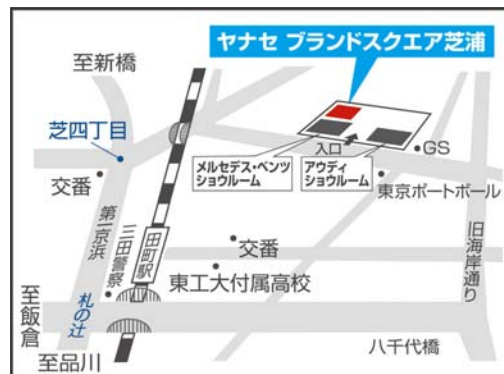 ヤナセ ブランドスクエア芝浦
至新橋
芝四丁目
入口
GS
メルセデス・ベンツ
ショウルーム
アウディ
ショウルーム
交番
東京ポートボール
第一京浜
三田警察
田町駅
交番
旧海岸通り
東工大付属高校
至飯倉
札の辻
八千代橋
至品川